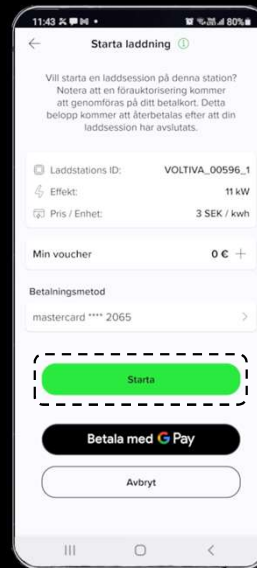 11:43
80%
Starta laddning
Vill starta en laddsession på denna station?
Notera att en förauktorisering kommer
att genomföras på ditt betalkort. Detta
belopp kommer att återbetalas efter att din
laddsession har avslutats.
Laddstations ID: VOLTIVA_00596_1
Effekt: 11 kW
Pris / Enhet: 3 SEK / kwh
Min voucher 0 € +
Betalningsmetod
mastercard **** 2065
Starta
Betala med G Pay
Avbryt